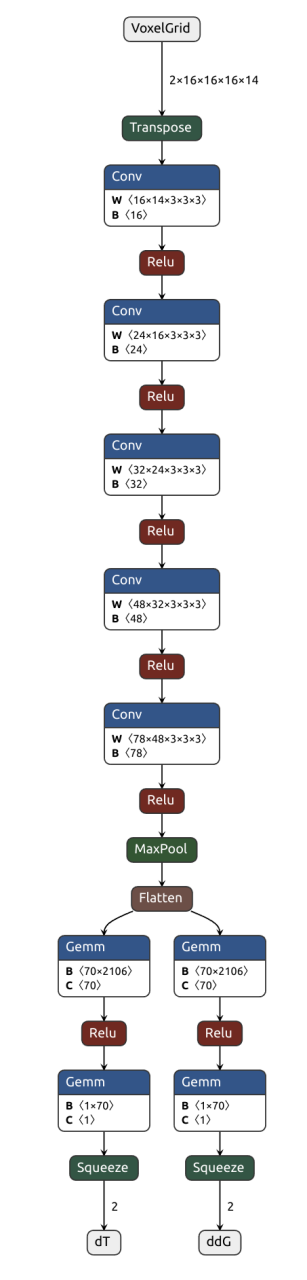 VoxelGrid
2×16×16×16×14
Transpose
Conv
W 〈16×14×3×3×3〉
B 〈16〉
Relu
Conv
W 〈24×16×3×3×3〉
B 〈24〉
Relu
Conv
W 〈32×24×3×3×3〉
B 〈32〉
Relu
Conv
W 〈48×32×3×3×3〉
B 〈48〉
Relu
Conv
W 〈78×48×3×3×3〉
B 〈78〉
Relu
MaxPool
Flatten
Gemm
B 〈70×2106〉
C 〈70〉
Relu
Gemm
B 〈1×70〉
C 〈1〉
Squeeze
2
dT
Gemm
B 〈70×2106〉
C 〈70〉
Relu
Gemm
B 〈1×70〉
C 〈1〉
Squeeze
2
ddG